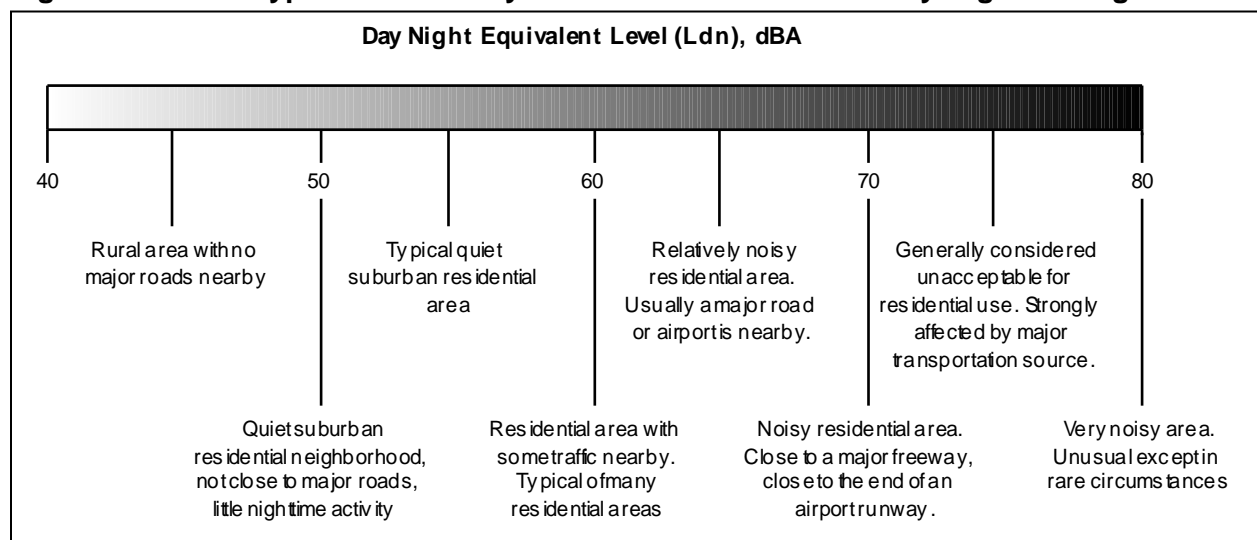 Day Night Equivalent Level (Ldn), dBA
40
50
60
70
80
Rural area with no
major roads nearby
Typical quiet
suburban residential
area
Relatively noisy
residential area.
Usually a major road
or airport is nearby.
Generally considered
unacceptable for
residential use. Strongly
affected by major
transportation source.
Quiet suburban
residential neighborhood,
not close to major roads,
little nighttime activity
Residential area with
some traffic nearby.
Typical of many
residential areas
Noisy residential area.
Close to a major freeway,
close to the end of an
airport runway.
Very noisy area.
Unusual except in
rare circumstances